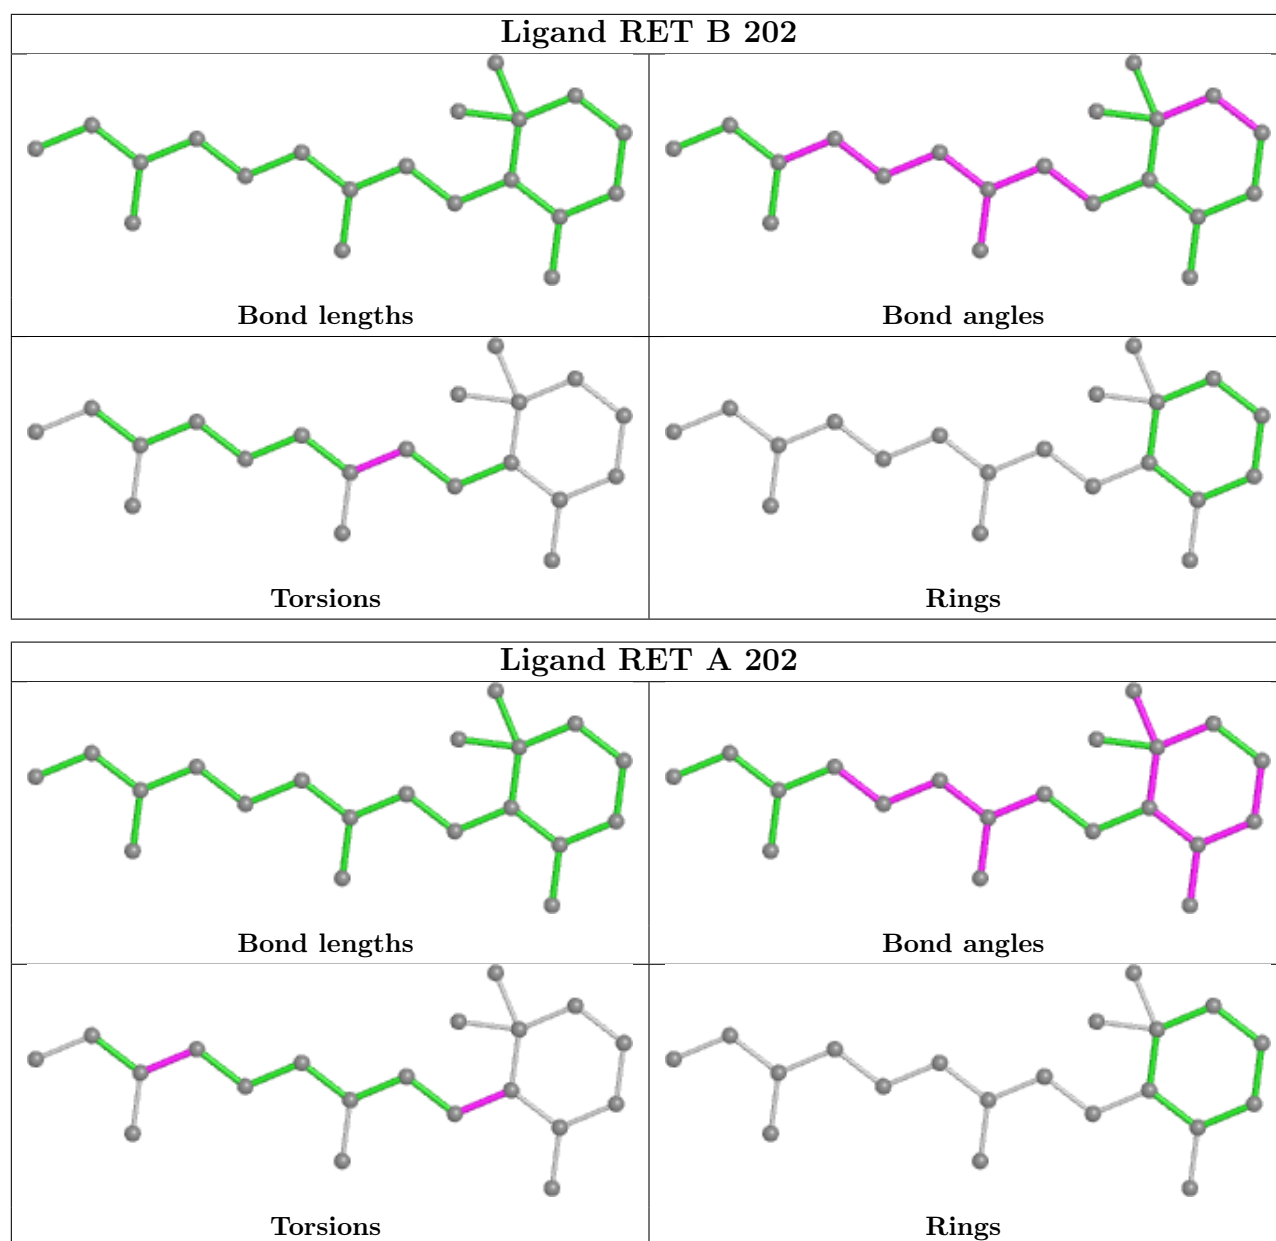 Ligand RET B 202
Bond lengths
Bond angles
Torsions
Rings
Ligand RET A 202
Bond lengths
Bond angles
Torsions
Rings